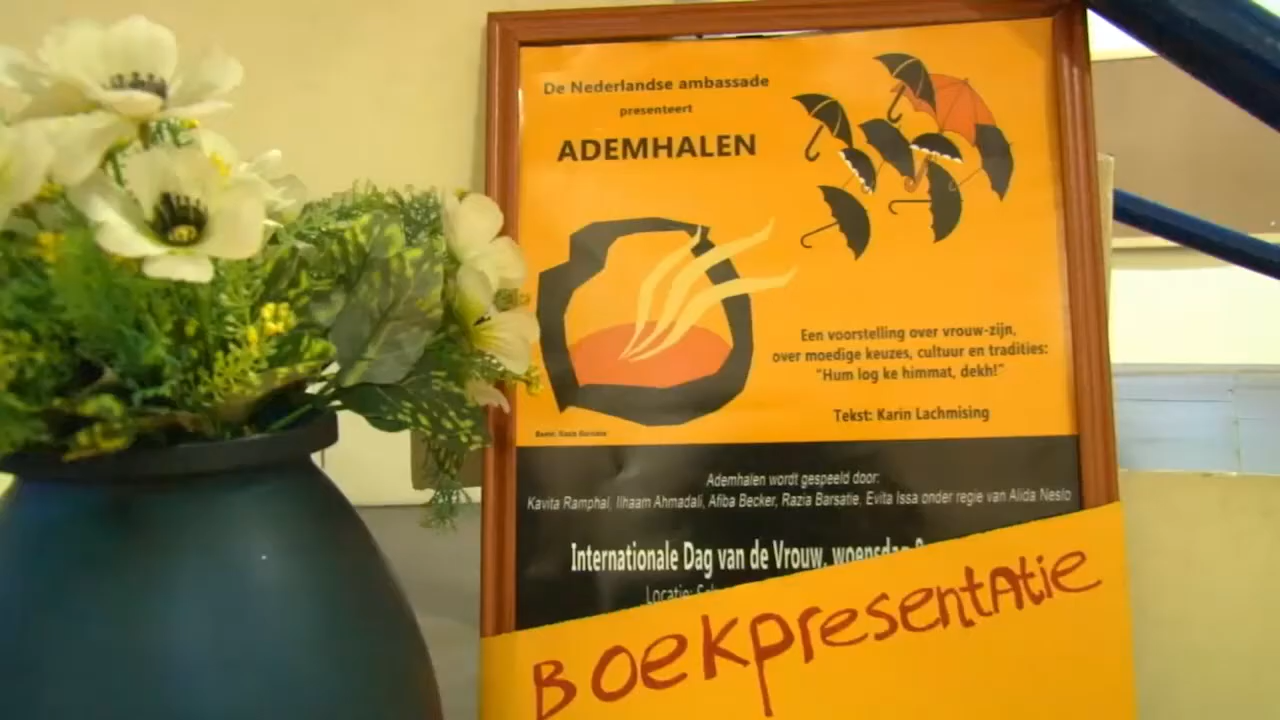 De Nederlandse ambassade
presenteert
ADEMHALEN
Een voorstelling over vrouw-zijn,
over moedige keuzes, cultuur en tradities:
"Hum log ke himmat, dekh!"
Tekst: Karin Lachmising
Ademhalen wordt gespeeld door:
Kavita Ramphal, Ilhaam Ahmadali, Afiba Becker, Razia Barsatie, Evita Issa onder regie van Alida Neslo
Internationale Dag van de Vrouw, woensdag
Locatie:
BoekpresentAtie